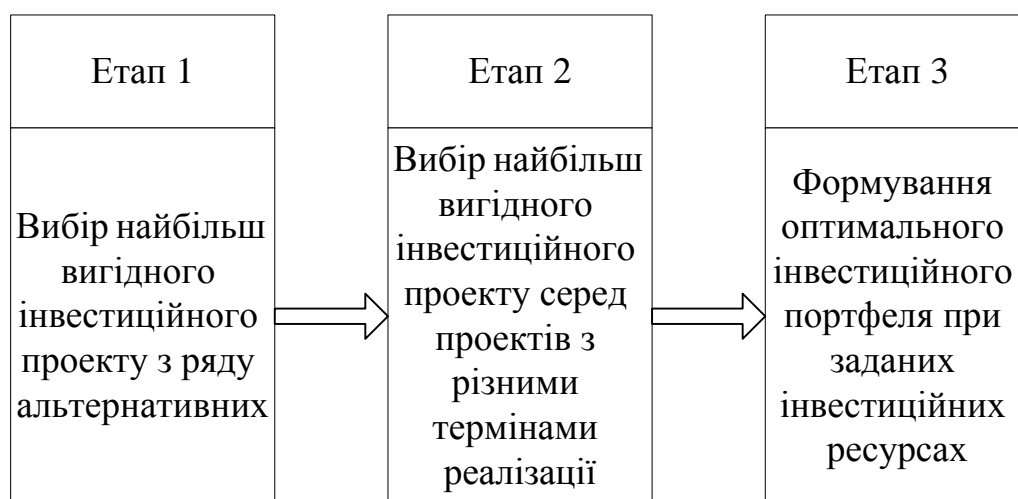 Етап 1
Вибір найбільш
вигідного
інвестиційного
проекту з ряду
альтернативних
Етап 2
Вибір найбільш
вигідного
інвестиційного
проекту серед
проектів з
різними
термінами
реалізації
Етап 3
Формування
оптимального
інвестиційного
портфеля при
заданих
інвестиційних
ресурсах